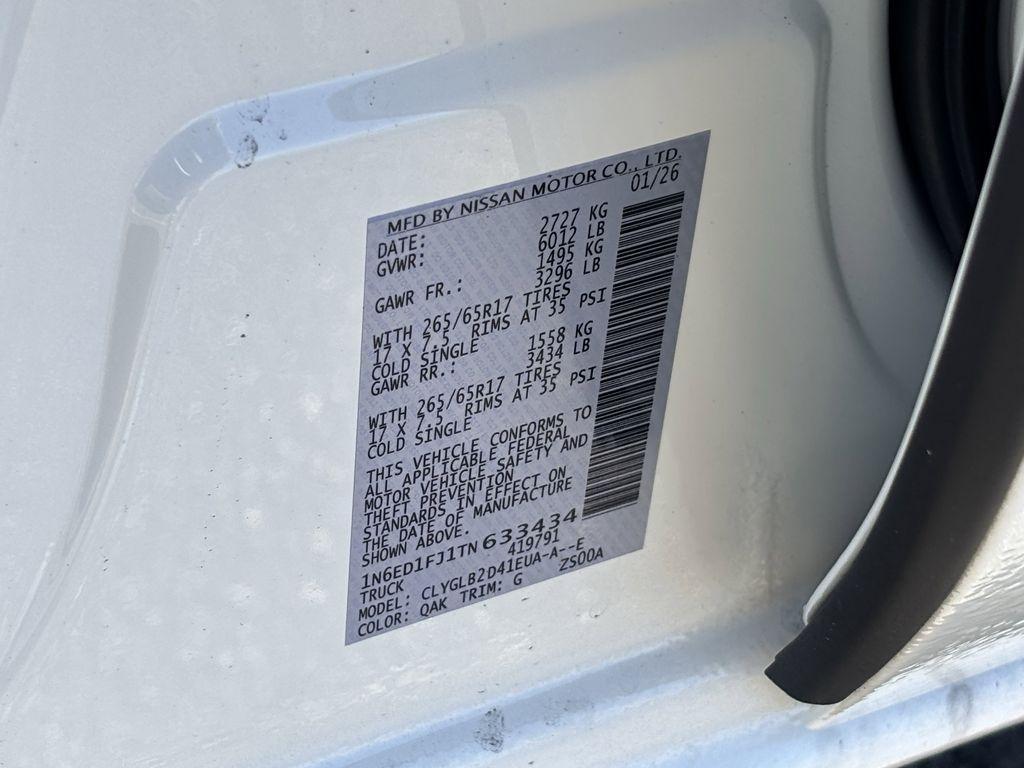 MFD BY NISSAN MOTOR CO., LTD.
DATE: 01/26
GVWR: 2727 KG
6012 LB
GAWR FR.: 1495 KG
3296 LB
WITH 265/65R17 TIRES
17 X 7.5 RIMS AT 35 PSI
COLD SINGLE
GAWR RR.: 1558 KG
3434 LB
WITH 265/65R17 TIRES
17 X 7.5 RIMS AT 35 PSI
COLD SINGLE
THIS VEHICLE CONFORMS TO
ALL APPLICABLE FEDERAL
MOTOR VEHICLE SAFETY AND
THEFT PREVENTION
STANDARDS IN EFFECT ON
THE DATE OF MANUFACTURE
SHOWN ABOVE.
1N6ED1FJ1TN633434
TRUCK 419791
MODEL: CLYGLB2D41EUA-A--E
COLOR: QAK TRIM: G ZS00A